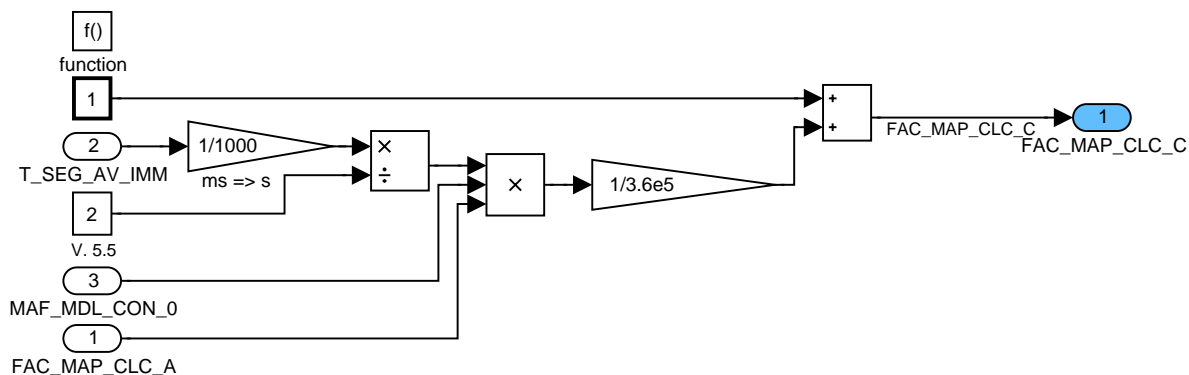 f()
function
1
2
1/1000
T_SEG_AV_IMM
ms => s
×
÷
2
V. 5.5
×
1/3.6e5
+
+
FAC_MAP_CLC_C
1
FAC_MAP_CLC_C
3
MAF_MDL_CON_0
1
FAC_MAP_CLC_A